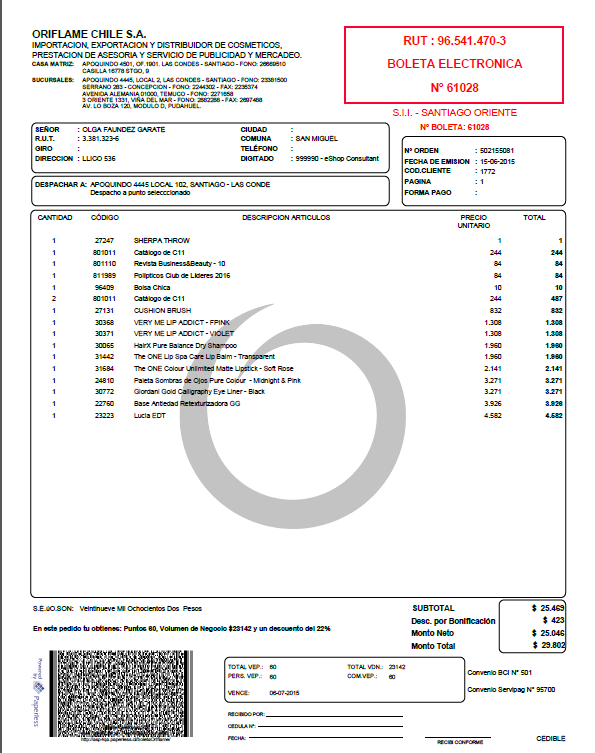 ORIFLAME CHILE S.A.
IMPORTACION, EXPORTACION Y DISTRIBUIDOR DE COSMETICOS,
PRESTACION DE ASESORIA Y SERVICIO DE PUBLICIDAD Y MERCADEO.
CASA MATRIZ: APOQUINDO 4501, OF.1901. LAS CONDES - SANTIAGO - FONO: 26669510
CASILLA 16778 STGO, 9
SUCURSALES: APOQUINDO 4445, LOCAL 2, LAS CONDES - SANTIAGO - FONO: 23381500
SERRANO 283 - CONCEPCION - FONO: 2244302 - FAX: 2235374
AVENIDA ALEMANIA 01000, TEMUCO - FONO: 2271658
3 ORIENTE 1331, VIÑA DEL MAR - FONO: 2882286 - FAX: 2697468
AV. LO BOZA 120, MODULO D, PUDAHUEL.
RUT : 96.541.470-3
BOLETA ELECTRONICA
N° 61028
S.I.I. - SANTIAGO ORIENTE
N° BOLETA: 61028
SEÑOR : OLGA FAUNDEZ GARATE CIUDAD :
R.U.T. : 3.381.323-6 COMUNA : SAN MIGUEL
GIRO : TELÉFONO :
DIRECCION : LLICO 536 DIGITADO : 999990 - eShop Consultant
N° ORDEN : 502155081
FECHA DE EMISION : 15-06-2015
COD.CLIENTE : 1772
PAGINA : 1
FORMA PAGO :
DESPACHAR A: APOQUINDO 4445 LOCAL 102, SANTIAGO - LAS CONDE
Despacho a punto seleccionado
CANTIDAD CÓDIGO DESCRIPCION ARTICULOS PRECIO UNITARIO TOTAL
1 27247 SHERPA THROW 1 1
1 801011 Catálogo de C11 244 244
1 801110 Revista Business&Beauty - 10 84 84
1 811989 Polipticos Club de Lideres 2016 84 84
1 96409 Bolsa Chica 10 10
2 801011 Catálogo de C11 244 487
1 27131 CUSHION BRUSH 832 832
1 30368 VERY ME LIP ADDICT - FPINK 1.308 1.308
1 30371 VERY ME LIP ADDICT - VIOLET 1.308 1.308
1 30065 HairX Pure Balance Dry Shampoo 1.960 1.960
1 31442 The ONE Lip Spa Care Lip Balm - Transparent 1.960 1.960
1 31684 The ONE Colour Unlimited Matte Lipstick - Soft Rose 2.141 2.141
1 24810 Paleta Sombras de Ojos Pure Colour - Midnight & Pink 3.271 3.271
1 30772 Giordani Gold Caligraphy Eye Liner - Black 3.271 3.271
1 22760 Base Antiedad Retexturizadora GG 3.926 3.926
1 23223 Lucia EDT 4.582 4.582
S.E.úO.SON: Veintinueve Mil Ochocientos Dos Pesos
En este pedido tu obtienes: Puntos 60, Volumen de Negocio $23142 y un descuento del 22%
SUBTOTAL $ 25.469
Desc. por Bonificación $ 423
Monto Neto $ 25.046
Monto Total $ 29.802
Powered by Paperless
TOTAL VEP.: 60 TOTAL VDN.: 23142
PERS. VEP.: 60 COM.VEP.: 60
VENCE: 06-07-2015
Convenio BCI N° 501
Convenio Servipag N° 95700
RECIBIDO POR:
CEDULA N°:
FECHA:
RECIBI CONFORME
CEDIBLE